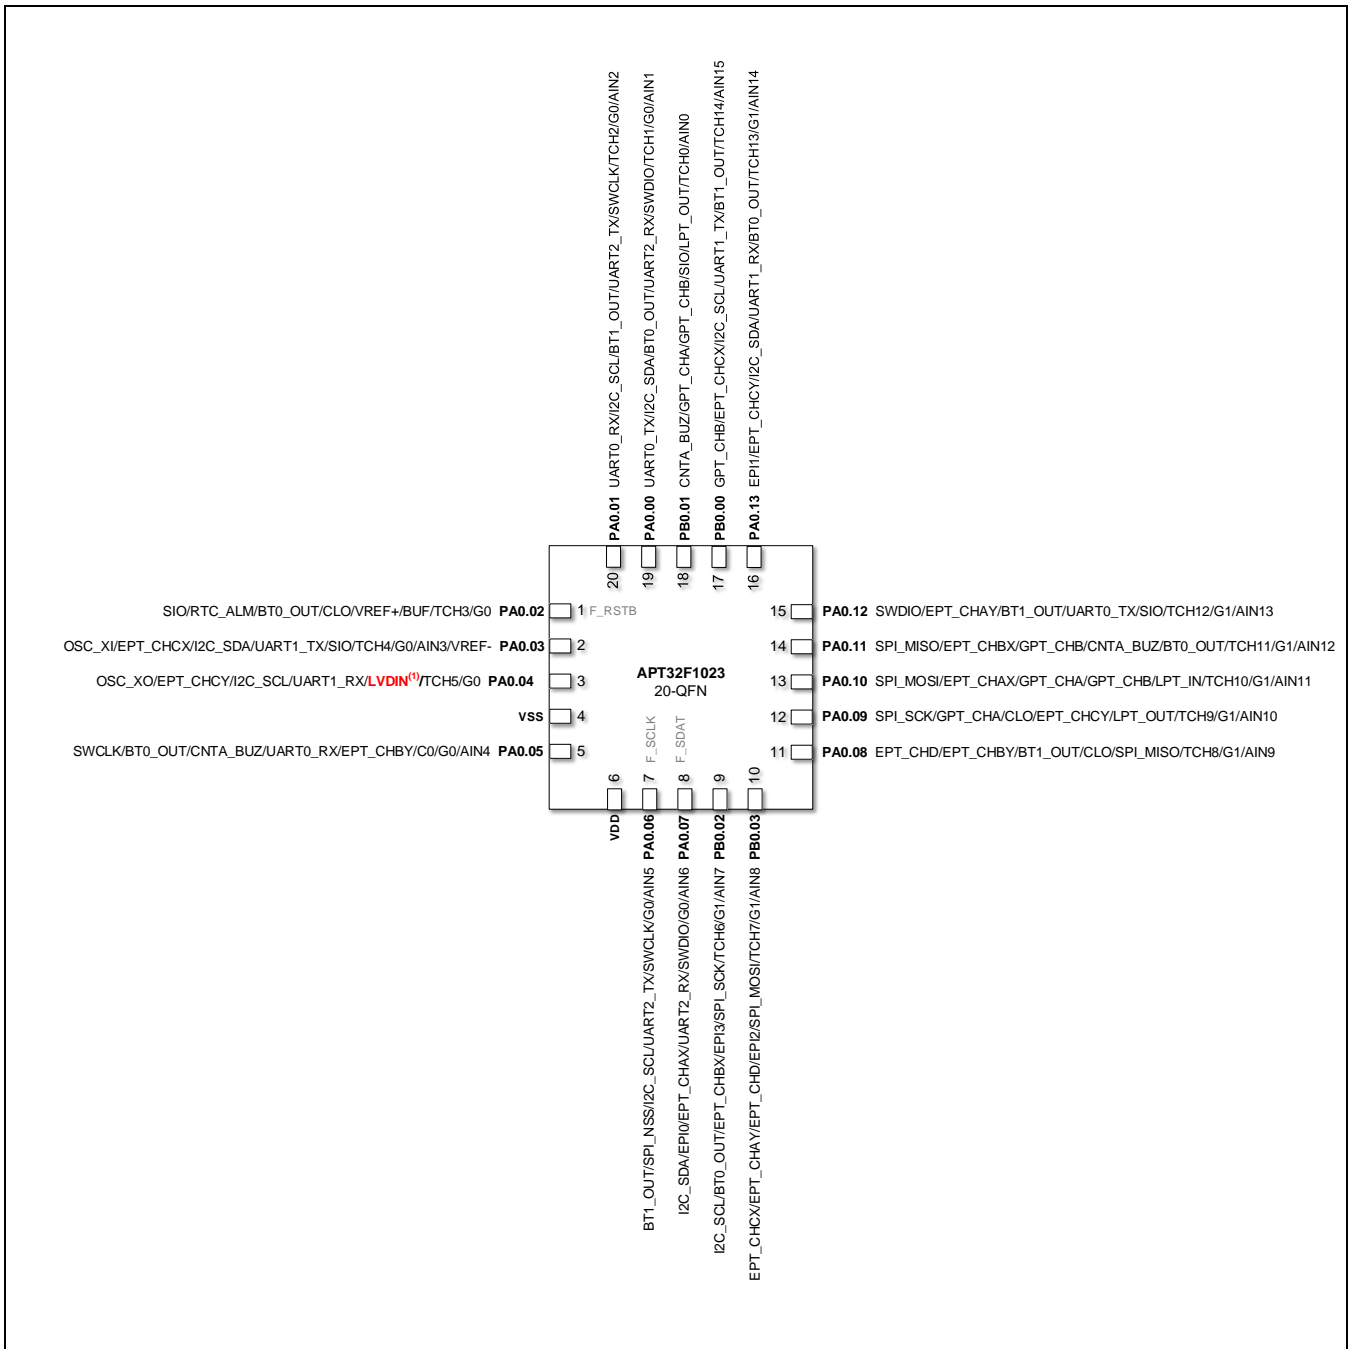 PA0.01 UART0_RX/I2C_SCL/BT1_OUT/UART2_TX/SWCLK/TCH2/G0/AIN2
PA0.00 UART0_TX/I2C_SDA/BT0_OUT/UART2_RX/SWDIO/TCH1/G0/AIN1
PB0.01 CNTA_BUZ/GPT_CHA/GPT_CHB/SIO/LPT_OUT/TCH0/AIN0
PB0.00 GPT_CHB/EPT_CHCX/I2C_SCL/UART1_TX/BT1_OUT/TCH14/AIN15
PA0.13 EPI1/EPT_CHCY/I2C_SDA/UART1_RX/BT0_OUT/TCH13/G1/AIN14
20
19
18
17
16
SIO/RTC_ALM/BT0_OUT/CLO/VREF+/BUF/TCH3/G0 PA0.02 1 F_RSTB
OSC_XI/EPT_CHCX/I2C_SDA/UART1_TX/SIO/TCH4/G0/AIN3/VREF- PA0.03 2
OSC_XO/EPT_CHCY/I2C_SCL/UART1_RX/LVDIN(1)/TCH5/G0 PA0.04 3
VSS 4
SWCLK/BT0_OUT/CNTA_BUZ/UART0_RX/EPT_CHBY/C0/G0/AIN4 PA0.05 5
APT32F1023
20-QFN
F_SCLK
F_SDAT
15 PA0.12 SWDIO/EPT_CHAY/BT1_OUT/UART0_TX/SIO/TCH12/G1/AIN13
14 PA0.11 SPI_MISO/EPT_CHBX/GPT_CHB/CNTA_BUZ/BT0_OUT/TCH11/G1/AIN12
13 PA0.10 SPI_MOSI/EPT_CHAX/GPT_CHA/GPT_CHB/LPT_IN/TCH10/G1/AIN11
12 PA0.09 SPI_SCK/GPT_CHA/CLO/EPT_CHCY/LPT_OUT/TCH9/G1/AIN10
11 PA0.08 EPT_CHD/EPT_CHBY/BT1_OUT/CLO/SPI_MISO/TCH8/G1/AIN9
6
7
8
9
10
VDD
BT1_OUT/SPI_NSS/I2C_SCL/UART2_TX/SWCLK/G0/AIN5 PA0.06
I2C_SDA/EPI0/EPT_CHAX/UART2_RX/SWDIO/G0/AIN6 PA0.07
I2C_SCL/BT0_OUT/EPT_CHBX/EPI3/SPI_SCK/TCH6/G1/AIN7 PB0.02
EPT_CHCX/EPT_CHAY/EPT_CHD/EPI2/SPI_MOSI/TCH7/G1/AIN8 PB0.03